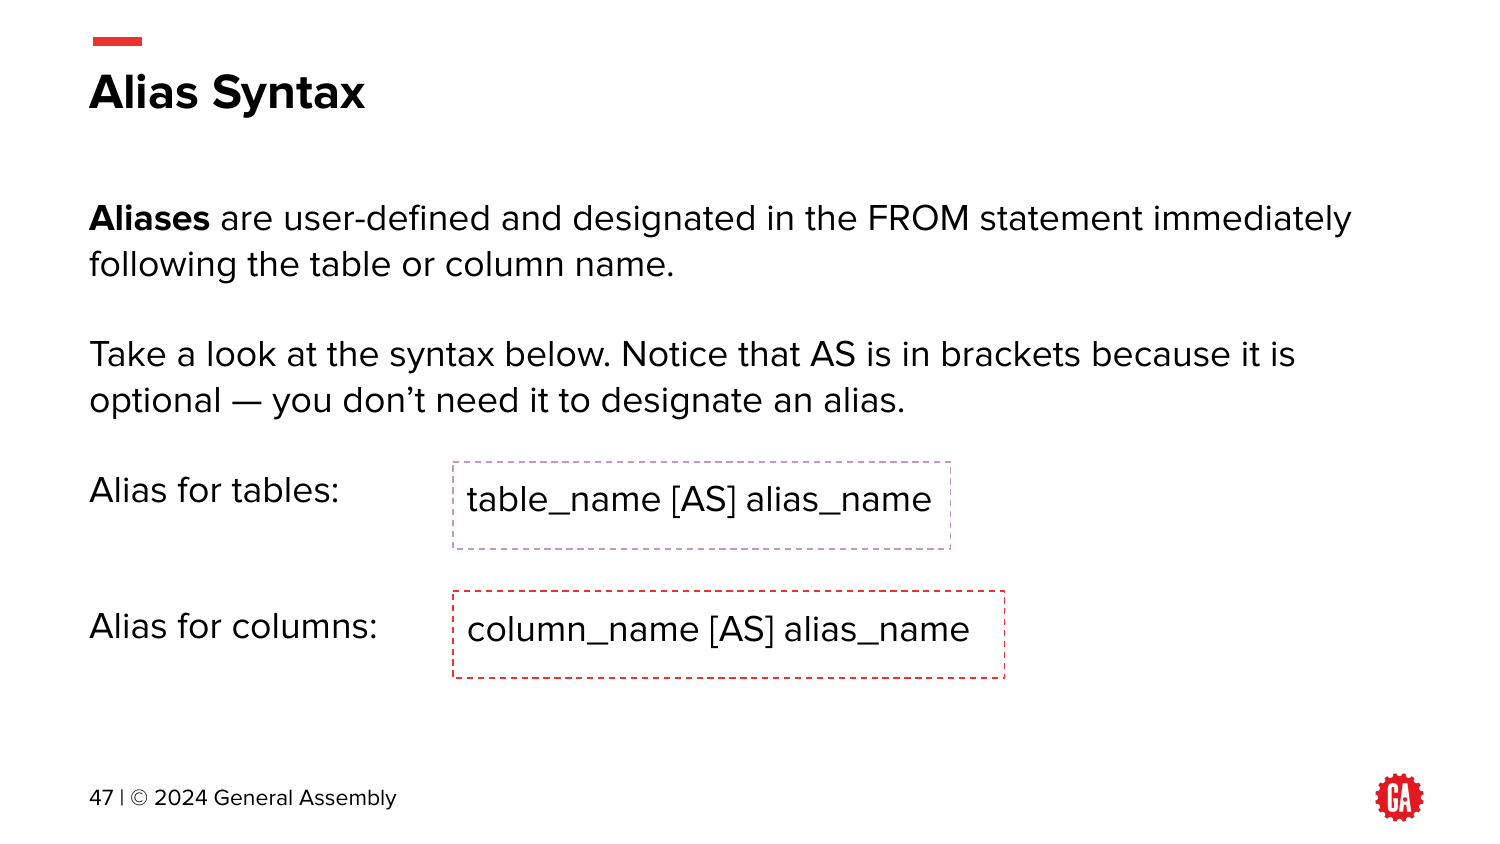 Alias Syntax
Aliases are user-defined and designated in the FROM statement immediately
following the table or column name.
Take a look at the syntax below. Notice that AS is in brackets because it is
optional — you don’t need it to designate an alias.
Alias for tables:
table_name [AS] alias_name
Alias for columns:
column_name [AS] alias_name
47 | © 2024 General Assembly
GA